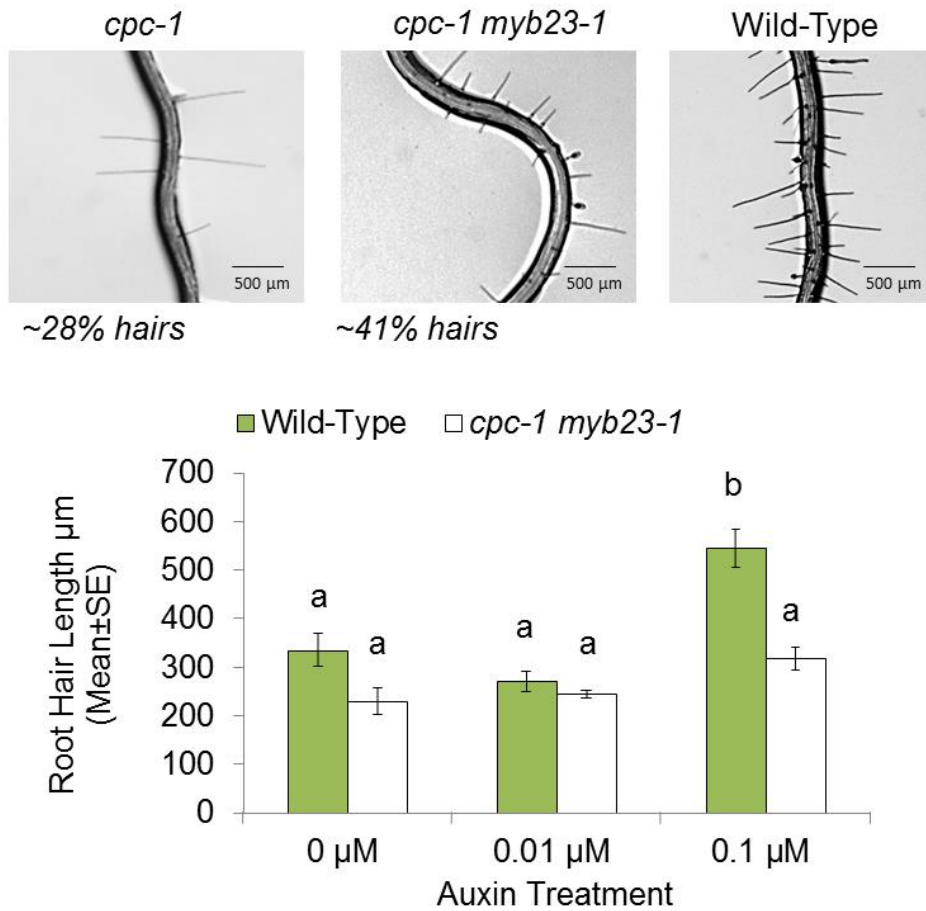 cpc-1 cpc-1 myb23-1 Wild-Type
500 µm 500 µm 500 µm
~28% hairs ~41% hairs
Wild-Type cpc-1 myb23-1
Root Hair Length µm
(Mean±SE)
700
600
500
400
300
200
100
0
a a a a b a
0 µM 0.01 µM 0.1 µM
Auxin Treatment